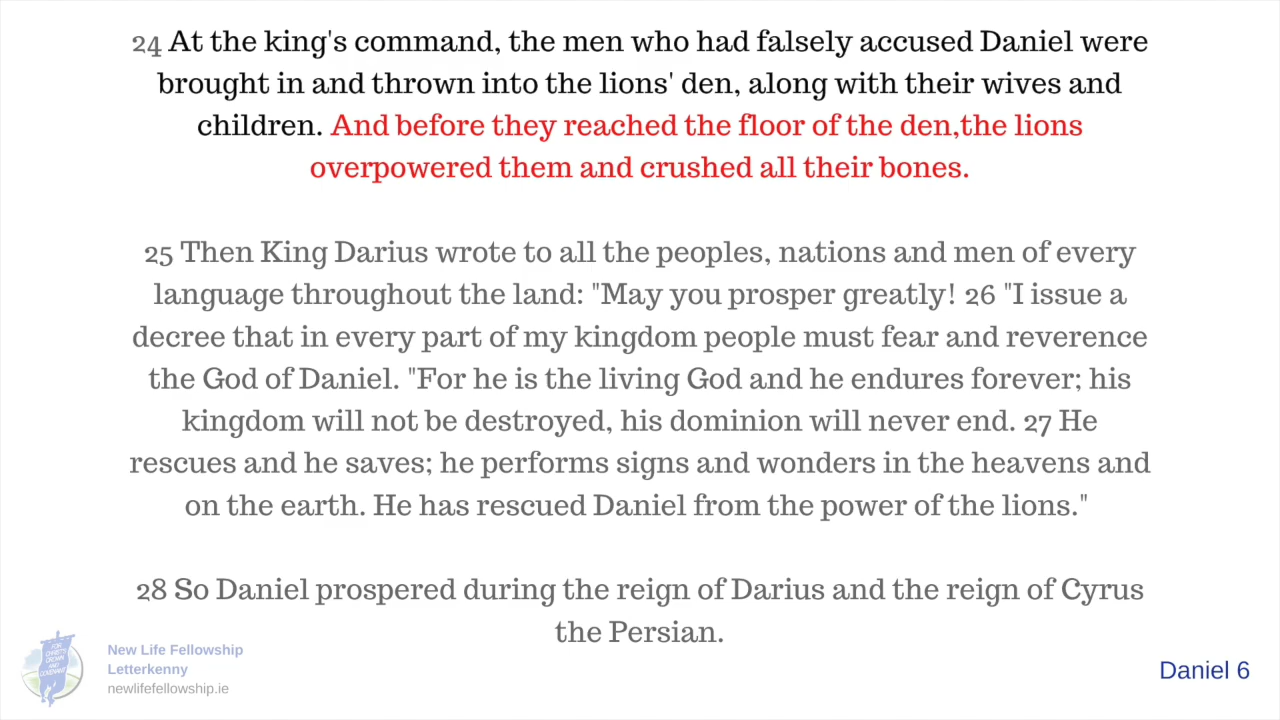 24 At the king's command, the men who had falsely accused Daniel were
brought in and thrown into the lions' den, along with their wives and
children. And before they reached the floor of the den,the lions
overpowered them and crushed all their bones.
25 Then King Darius wrote to all the peoples, nations and men of every
language throughout the land: "May you prosper greatly! 26 "I issue a
decree that in every part of my kingdom people must fear and reverence
the God of Daniel. "For he is the living God and he endures forever; his
kingdom will not be destroyed, his dominion will never end. 27 He
rescues and he saves; he performs signs and wonders in the heavens and
on the earth. He has rescued Daniel from the power of the lions."
28 So Daniel prospered during the reign of Darius and the reign of Cyrus
the Persian.
FOR
CHRIST'S
CROWN
AND
COVENANT
New Life Fellowship
Letterkenny
newlifefellowship.ie
Daniel 6